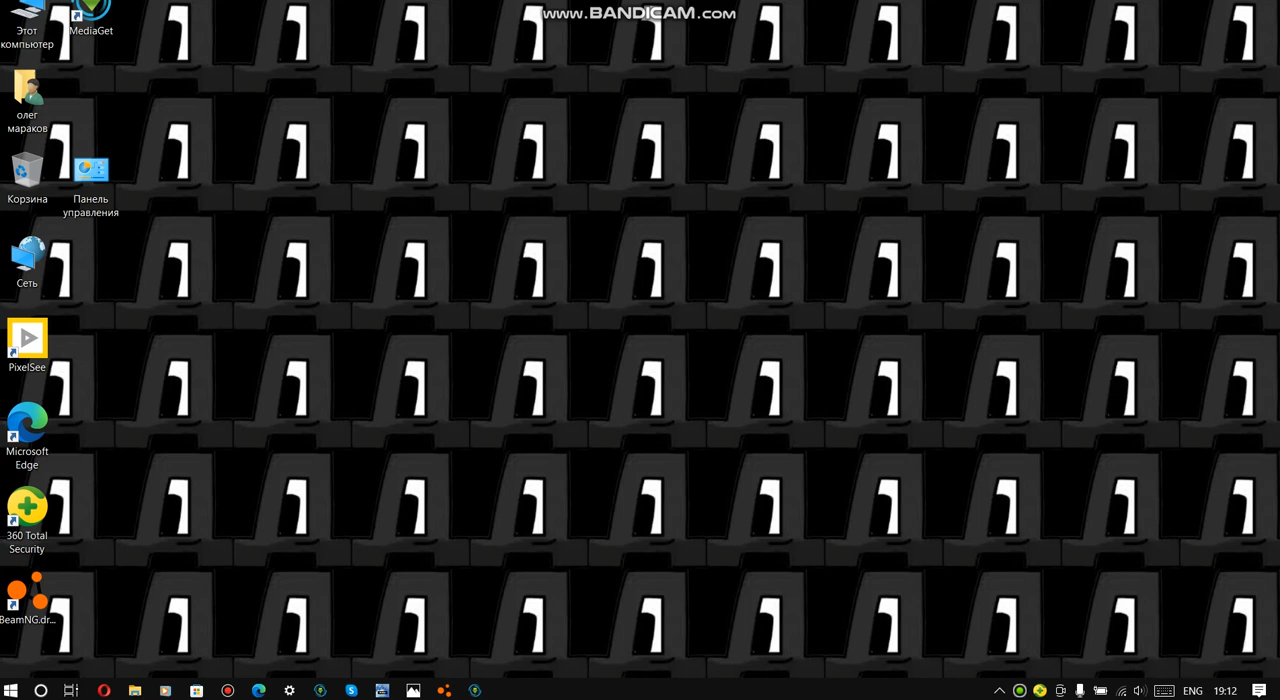 www.BANDICAM.com
Этот
компьютер
MediaGet
олег
мараков
Корзина
Панель
управления
Сеть
PixelSee
Microsoft
Edge
360 Total
Security
BeamNG.dr...
ENG 19:12